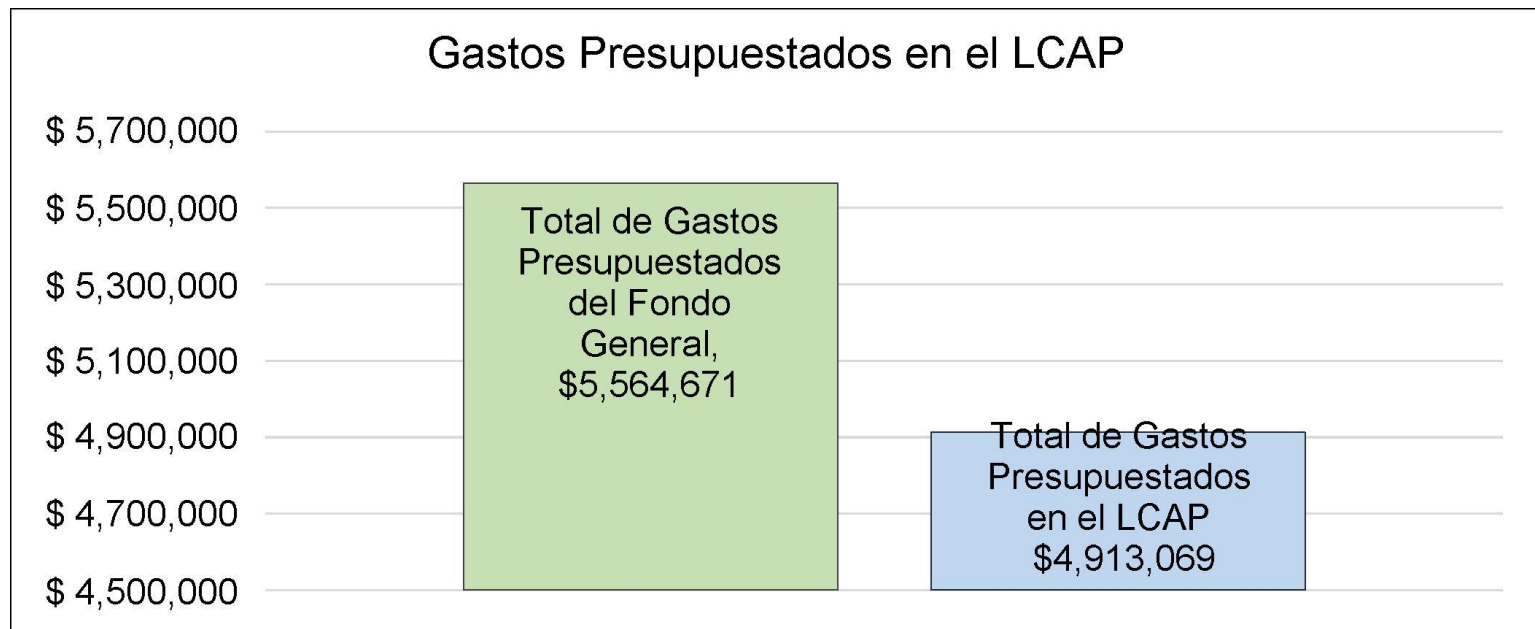 Gastos Presupuestados en el LCAP
$ 5,700,000
$ 5,500,000
$ 5,300,000
$ 5,100,000
$ 4,900,000
$ 4,700,000
$ 4,500,000
Total de Gastos
Presupuestados
del Fondo
General,
$5,564,671
Total de Gastos
Presupuestados
en el LCAP
$4,913,069